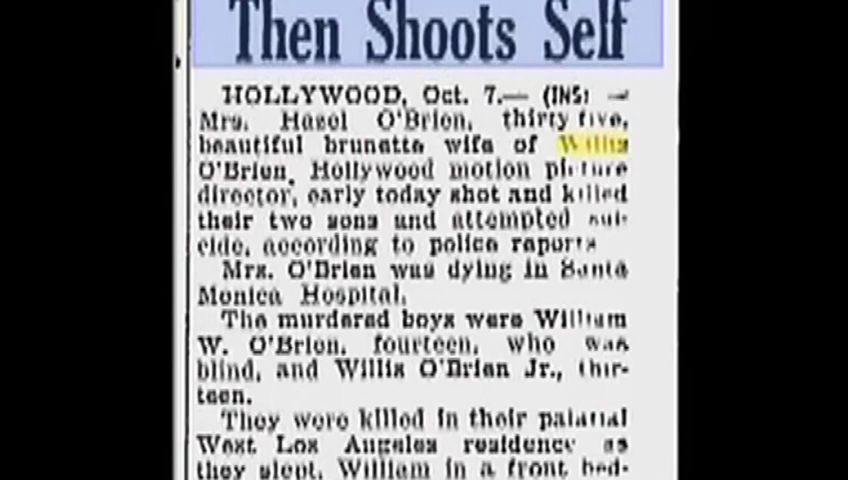 Then Shoots Self
HOLLYWOOD, Oct. 7.— (INS) —
Mrs. Hazel O'Brien, thirty-five,
beautiful brunette wife of Willis
O'Brien, Hollywood motion picture
director, early today shot and killed
their two sons and attempted sui-
cide, according to police reports
Mrs. O'Brien was dying in Santa
Monica Hospital.
The murdered boys were William
W. O'Brien, fourteen, who was
blind, and Willis O'Brien Jr., thir-
teen.
They were killed in their palatial
West Los Angeles residence as
they slept, William in a front bed-